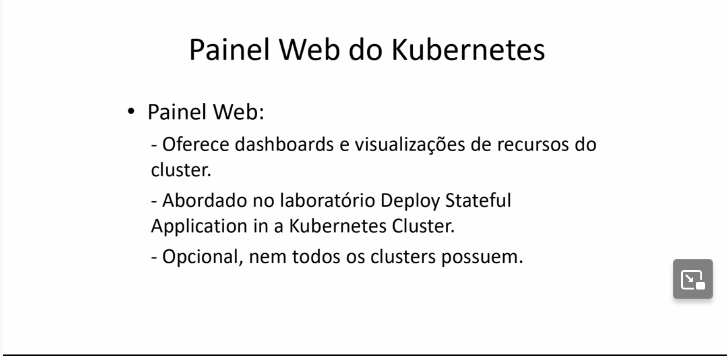 Painel Web do Kubernetes
• Painel Web:
- Oferece dashboards e visualizações de recursos do
cluster.
- Abordado no laboratório Deploy Stateful
Application in a Kubernetes Cluster.
- Opcional, nem todos os clusters possuem.